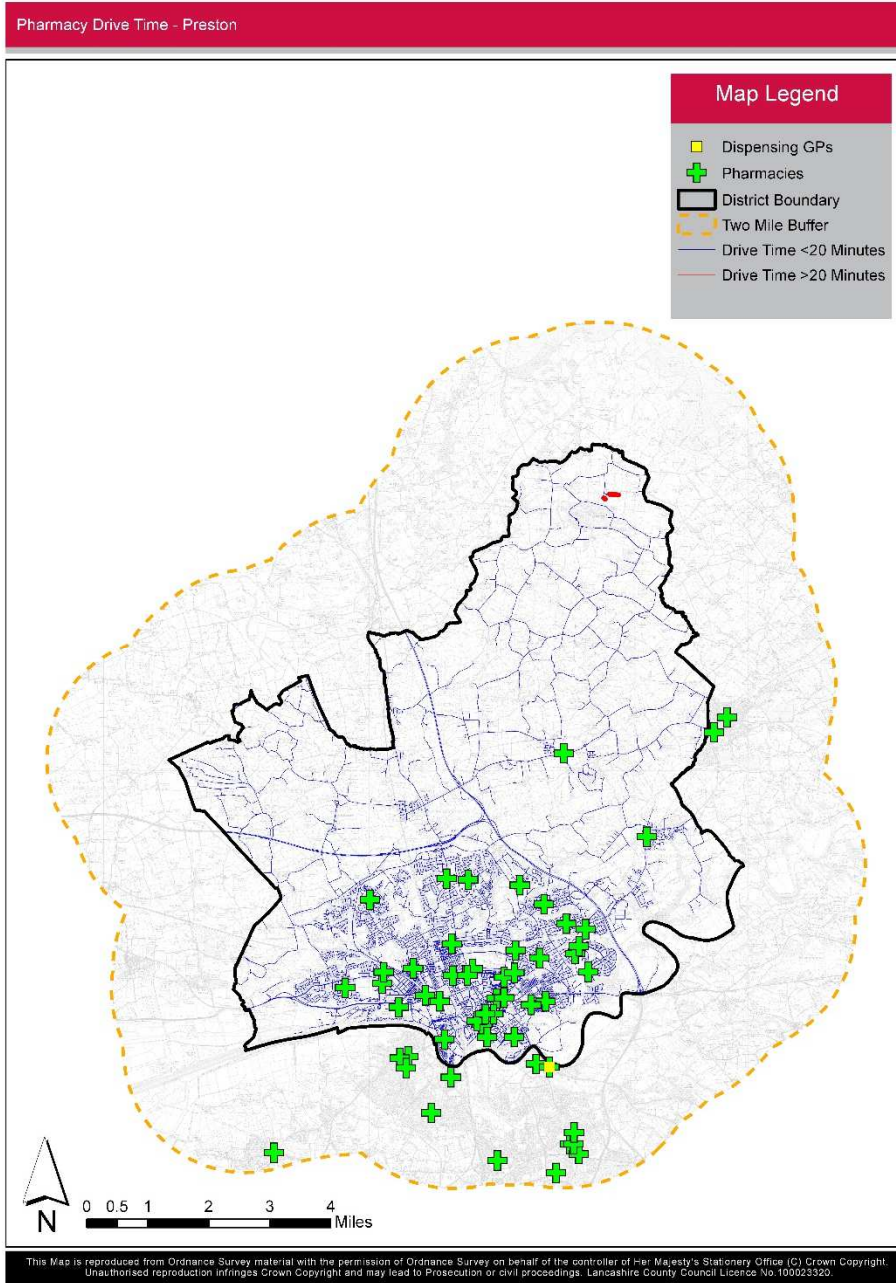 Pharmacy Drive Time - Preston
Map Legend
Dispensing GPs
Pharmacies
District Boundary
Two Mile Buffer
Drive Time <20 Minutes
Drive Time >20 Minutes
N
0 0.5 1 2 3 4
Miles
This Map is reproduced from Ordnance Survey material with the permission of Ordnance Survey on behalf of the controller of Her Majesty's Stationery Office (C) Crown Copyright
Unauthorised reproduction infringes Crown Copyright and may lead to Prosecution or civil proceedings. Lancashire County Council Licence No.100023320.